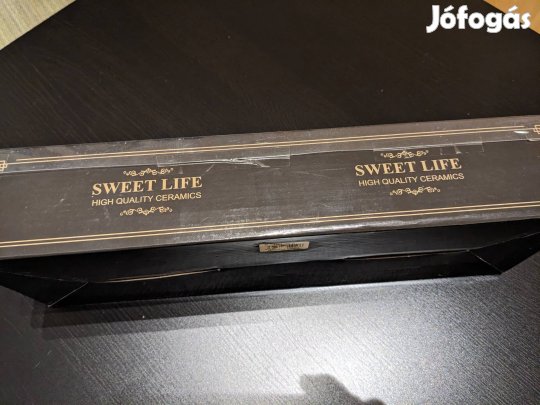 Jófogás
SWEET LIFE
HIGH QUALITY CERAMICS
SWEET LIFE
HIGH QUALITY CERAMICS